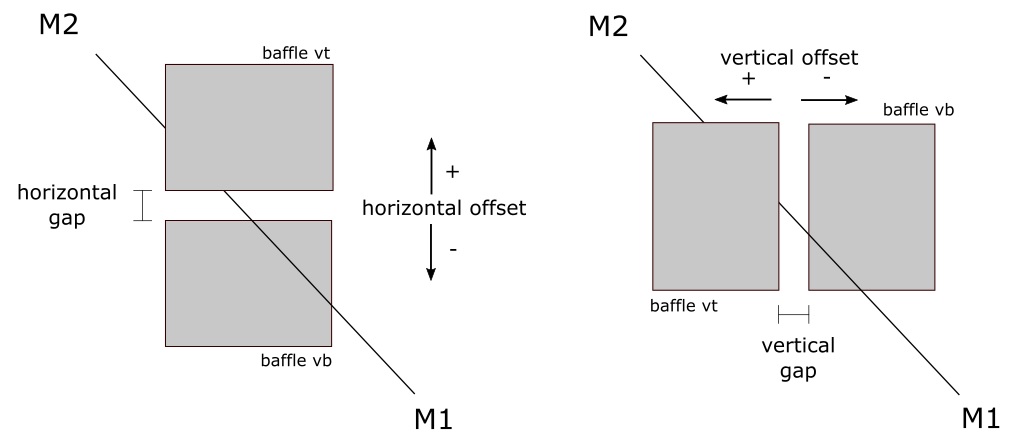 M2
baffle vt
horizontal
gap
+
horizontal offset
-
baffle vb
M1
M2
vertical offset
+ -
baffle vb
baffle vt
vertical
gap
M1